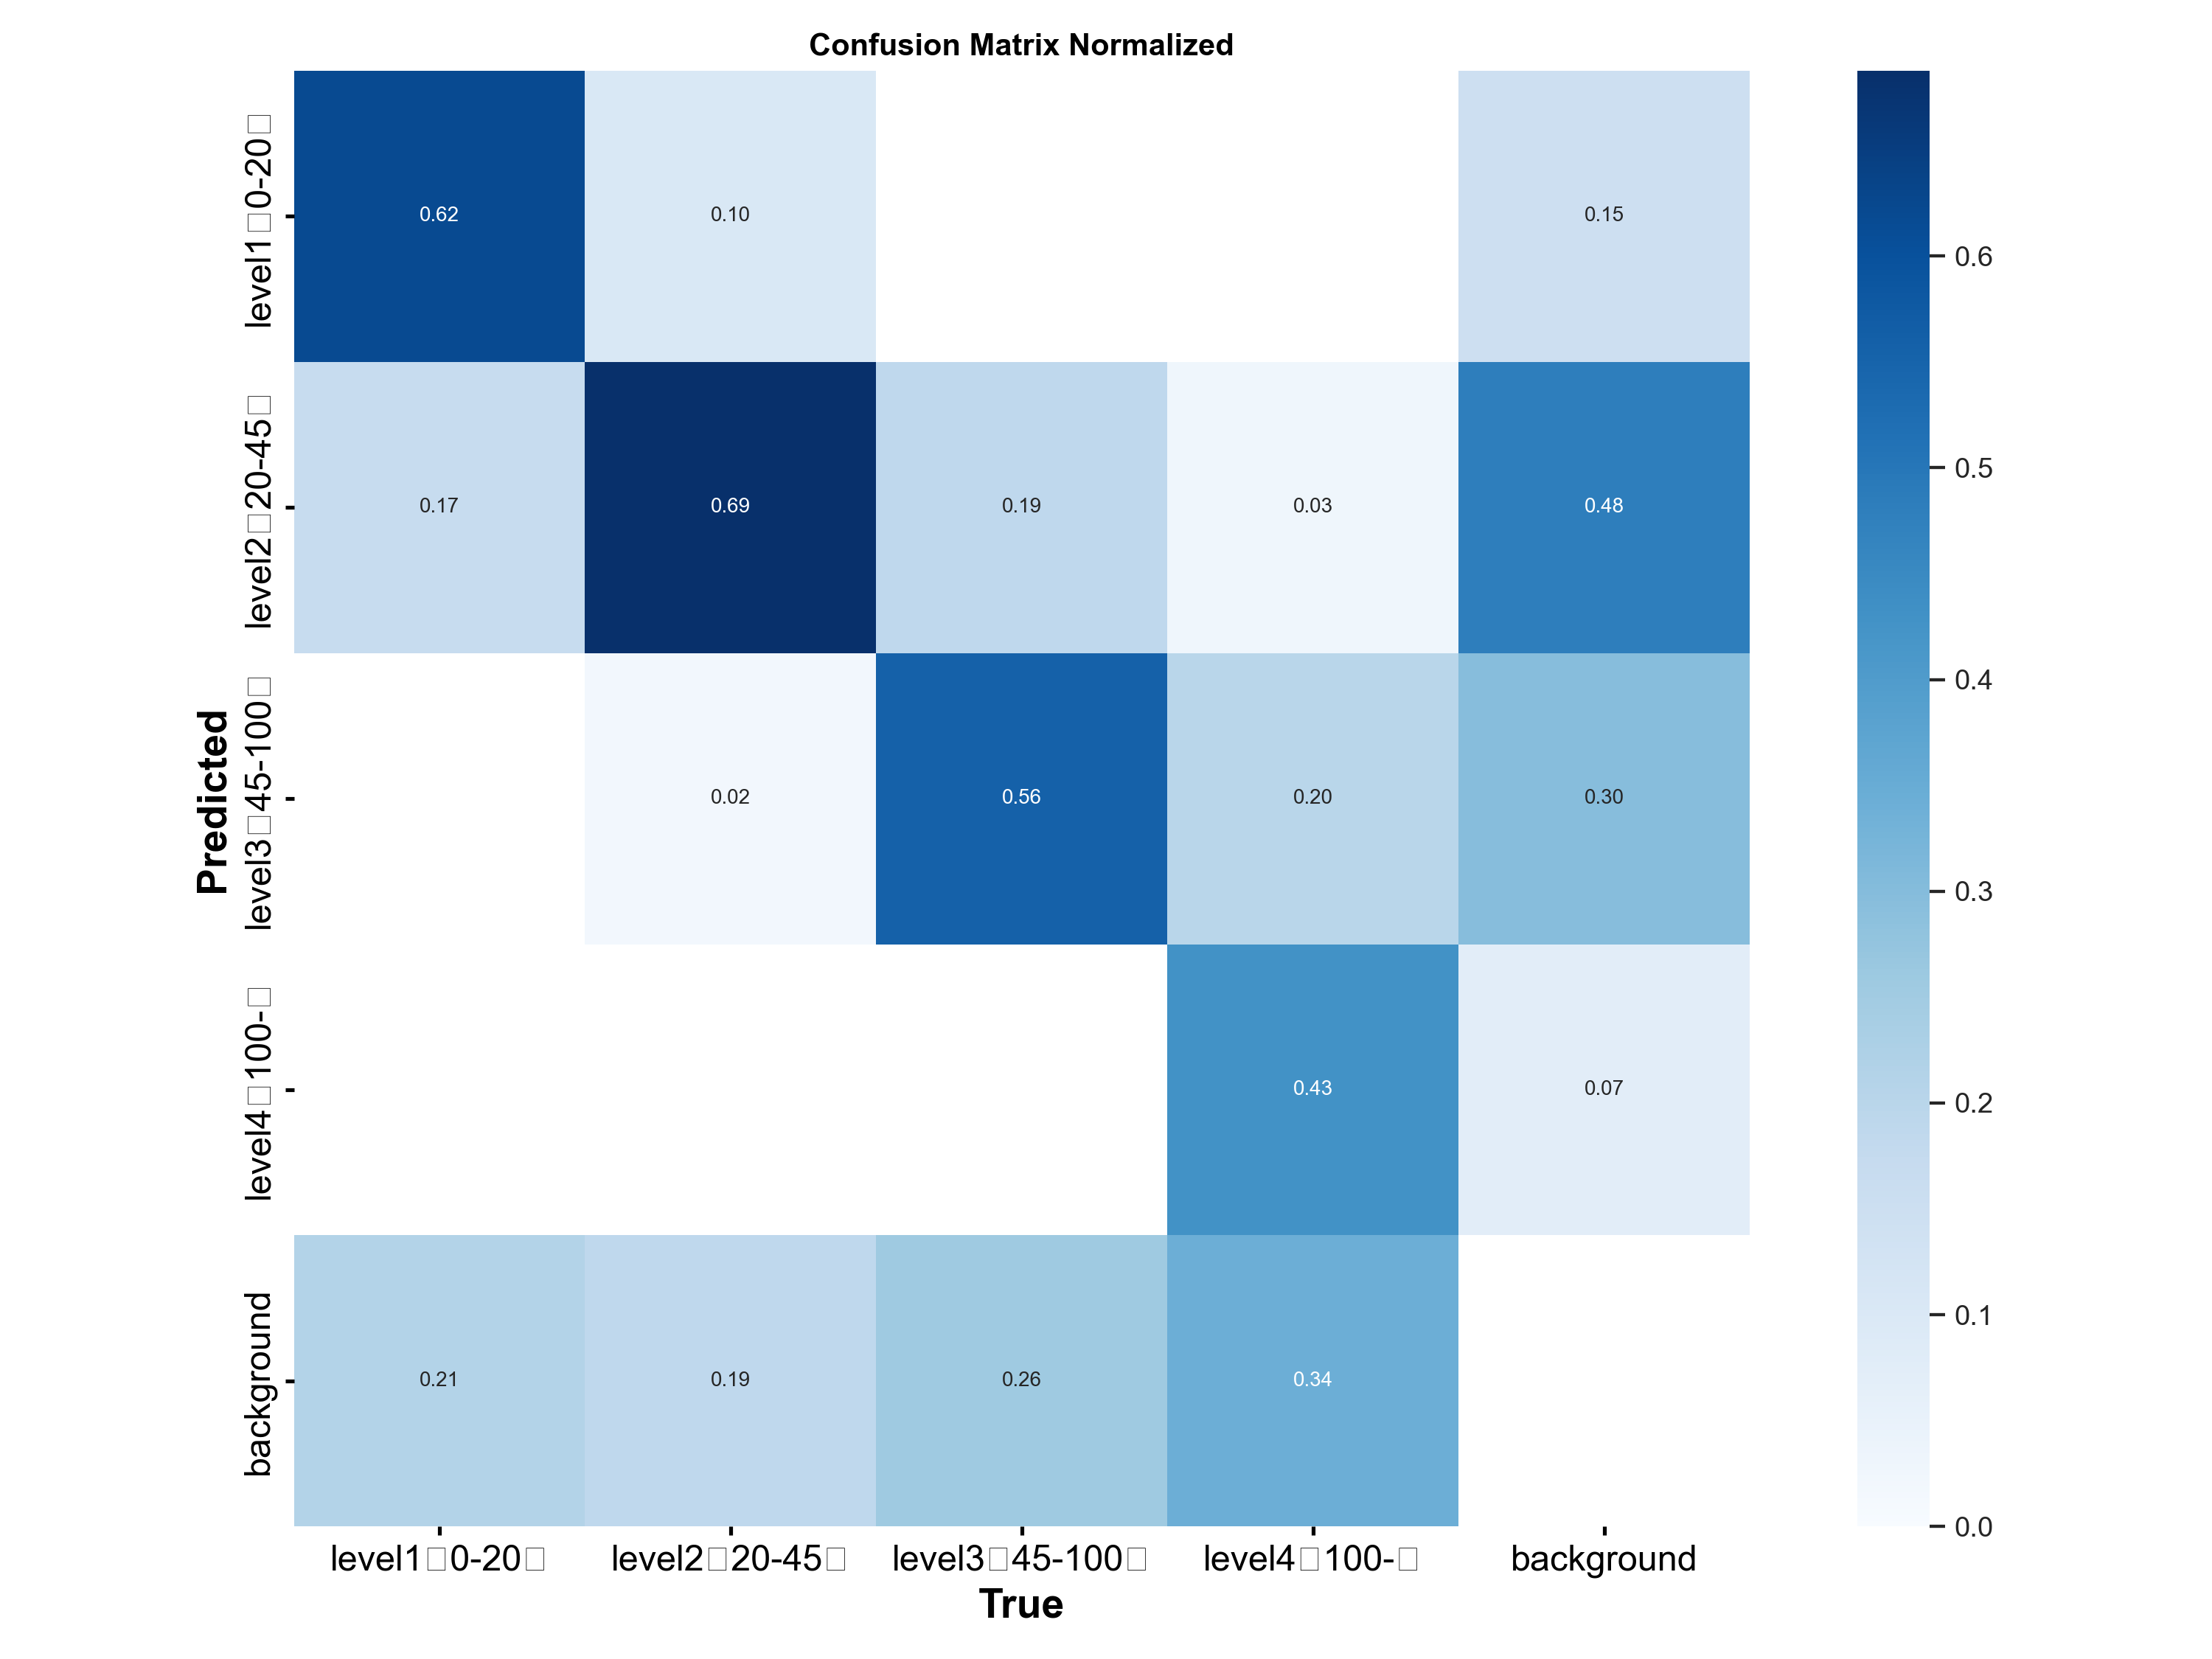 Confusion Matrix Normalized
level1□0-20□
0.62
0.10
0.15
level2□20-45□
0.17
0.69
0.19
0.03
0.48
level3□45-100□
0.02
0.56
0.20
0.30
level4□100-□
0.43
0.07
background
0.21
0.19
0.26
0.34
Predicted
level1□0-20□
level2□20-45□
level3□45-100□
level4□100-□
background
True
0.6
0.5
0.4
0.3
0.2
0.1
0.0